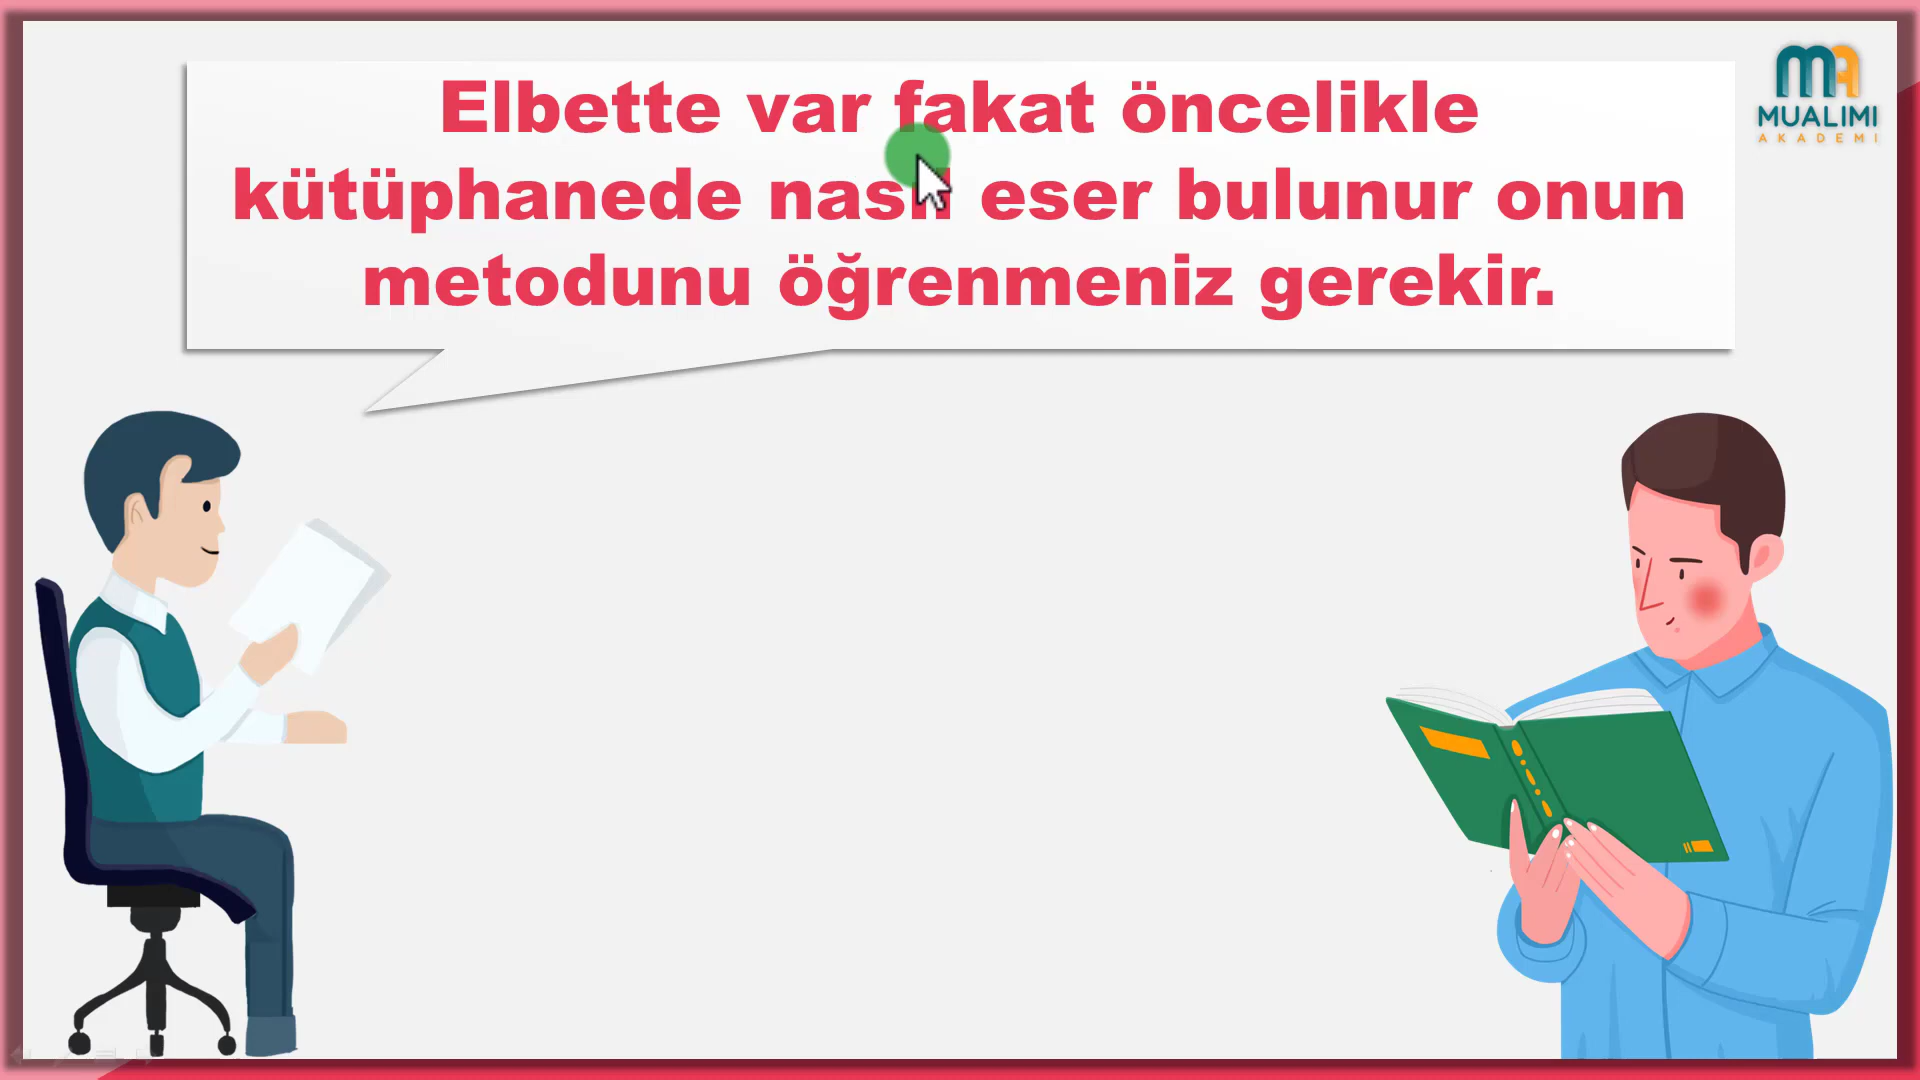 Elbette var fakat öncelikle
kütüphanede nasıl eser bulunur onun
metodunu öğrenmeniz gerekir.
MUALIMI
AKADEMI